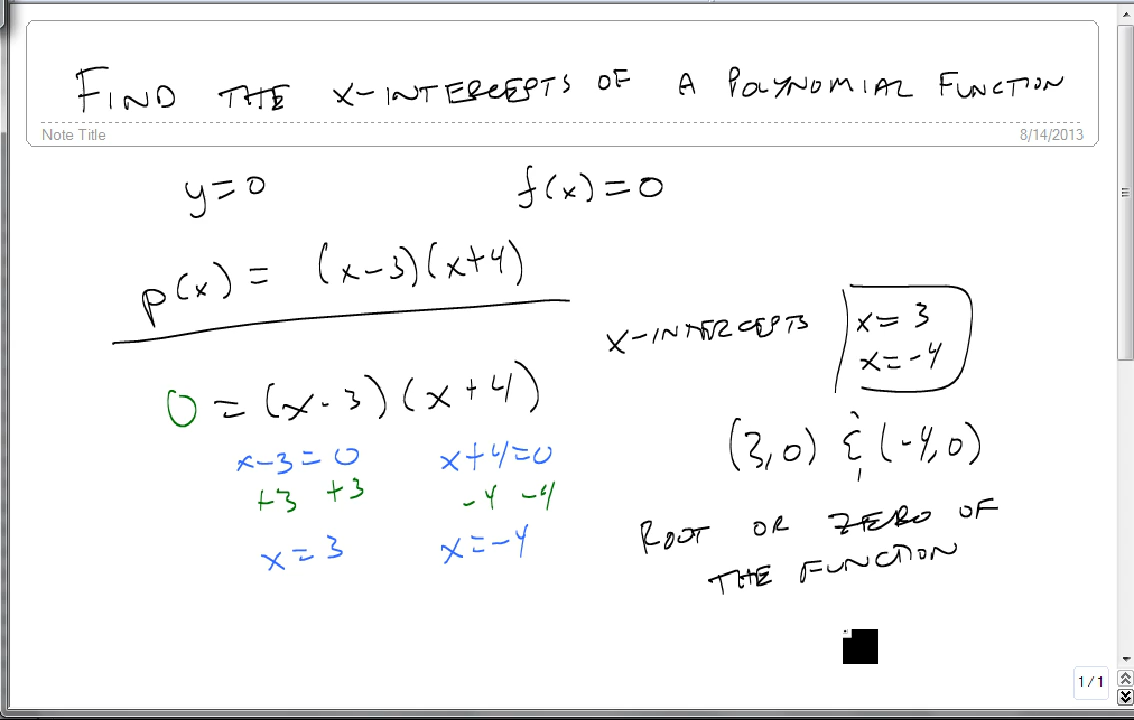 FIND THE X-INTERCEPTS OF A POLYNOMIAL FUNCTION
Note Title
8/14/2013
y=0
f(x)=0
p(x) = (x-3)(x+4)
0 = (x-3)(x+4)
x-3=0
x+4=0
+3 +3
-4 -4
x=3
x=-4
X-INTERCEPTS
x=3
x=-4
(3,0) & (-4,0)
ROOT OR ZERO OF
THE FUNCTION
1/1